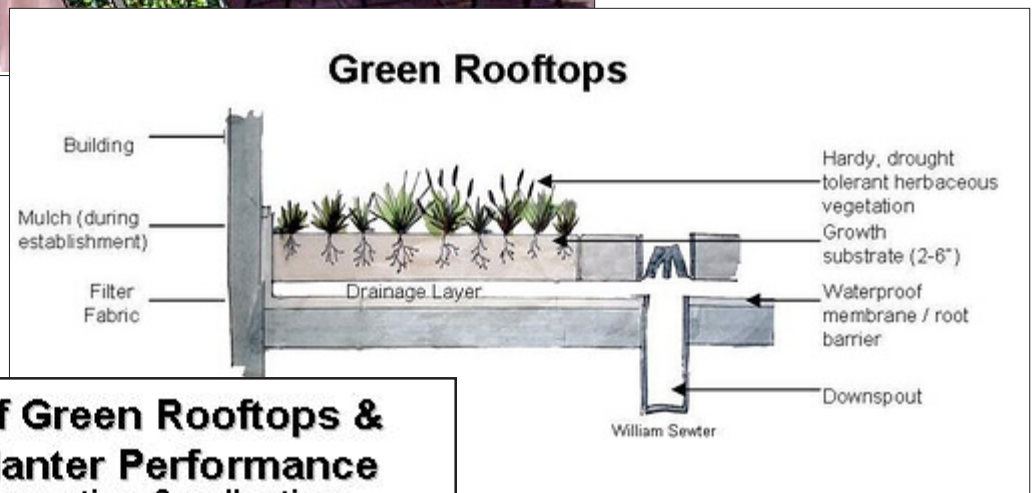 Green Rooftops
Building
Mulch (during
establishment)
Filter
Fabric
Drainage Layer
Hardy, drought
tolerant herbaceous
vegetation
Growth
substrate (2-6")
Waterproof
membrane / root
barrier
Downspout
William Sewter
Green Rooftops &
Performance